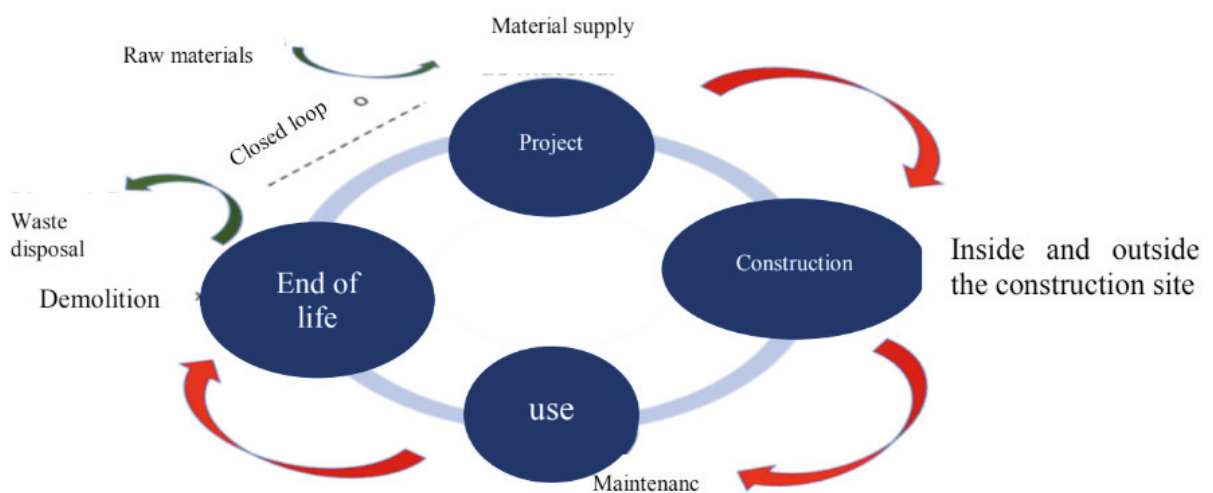 Material supply
Raw materials
Closed loop
Project
Waste
disposal
Construction
Inside and outside
the construction site
Demolition
End of
life
use
Maintenanc